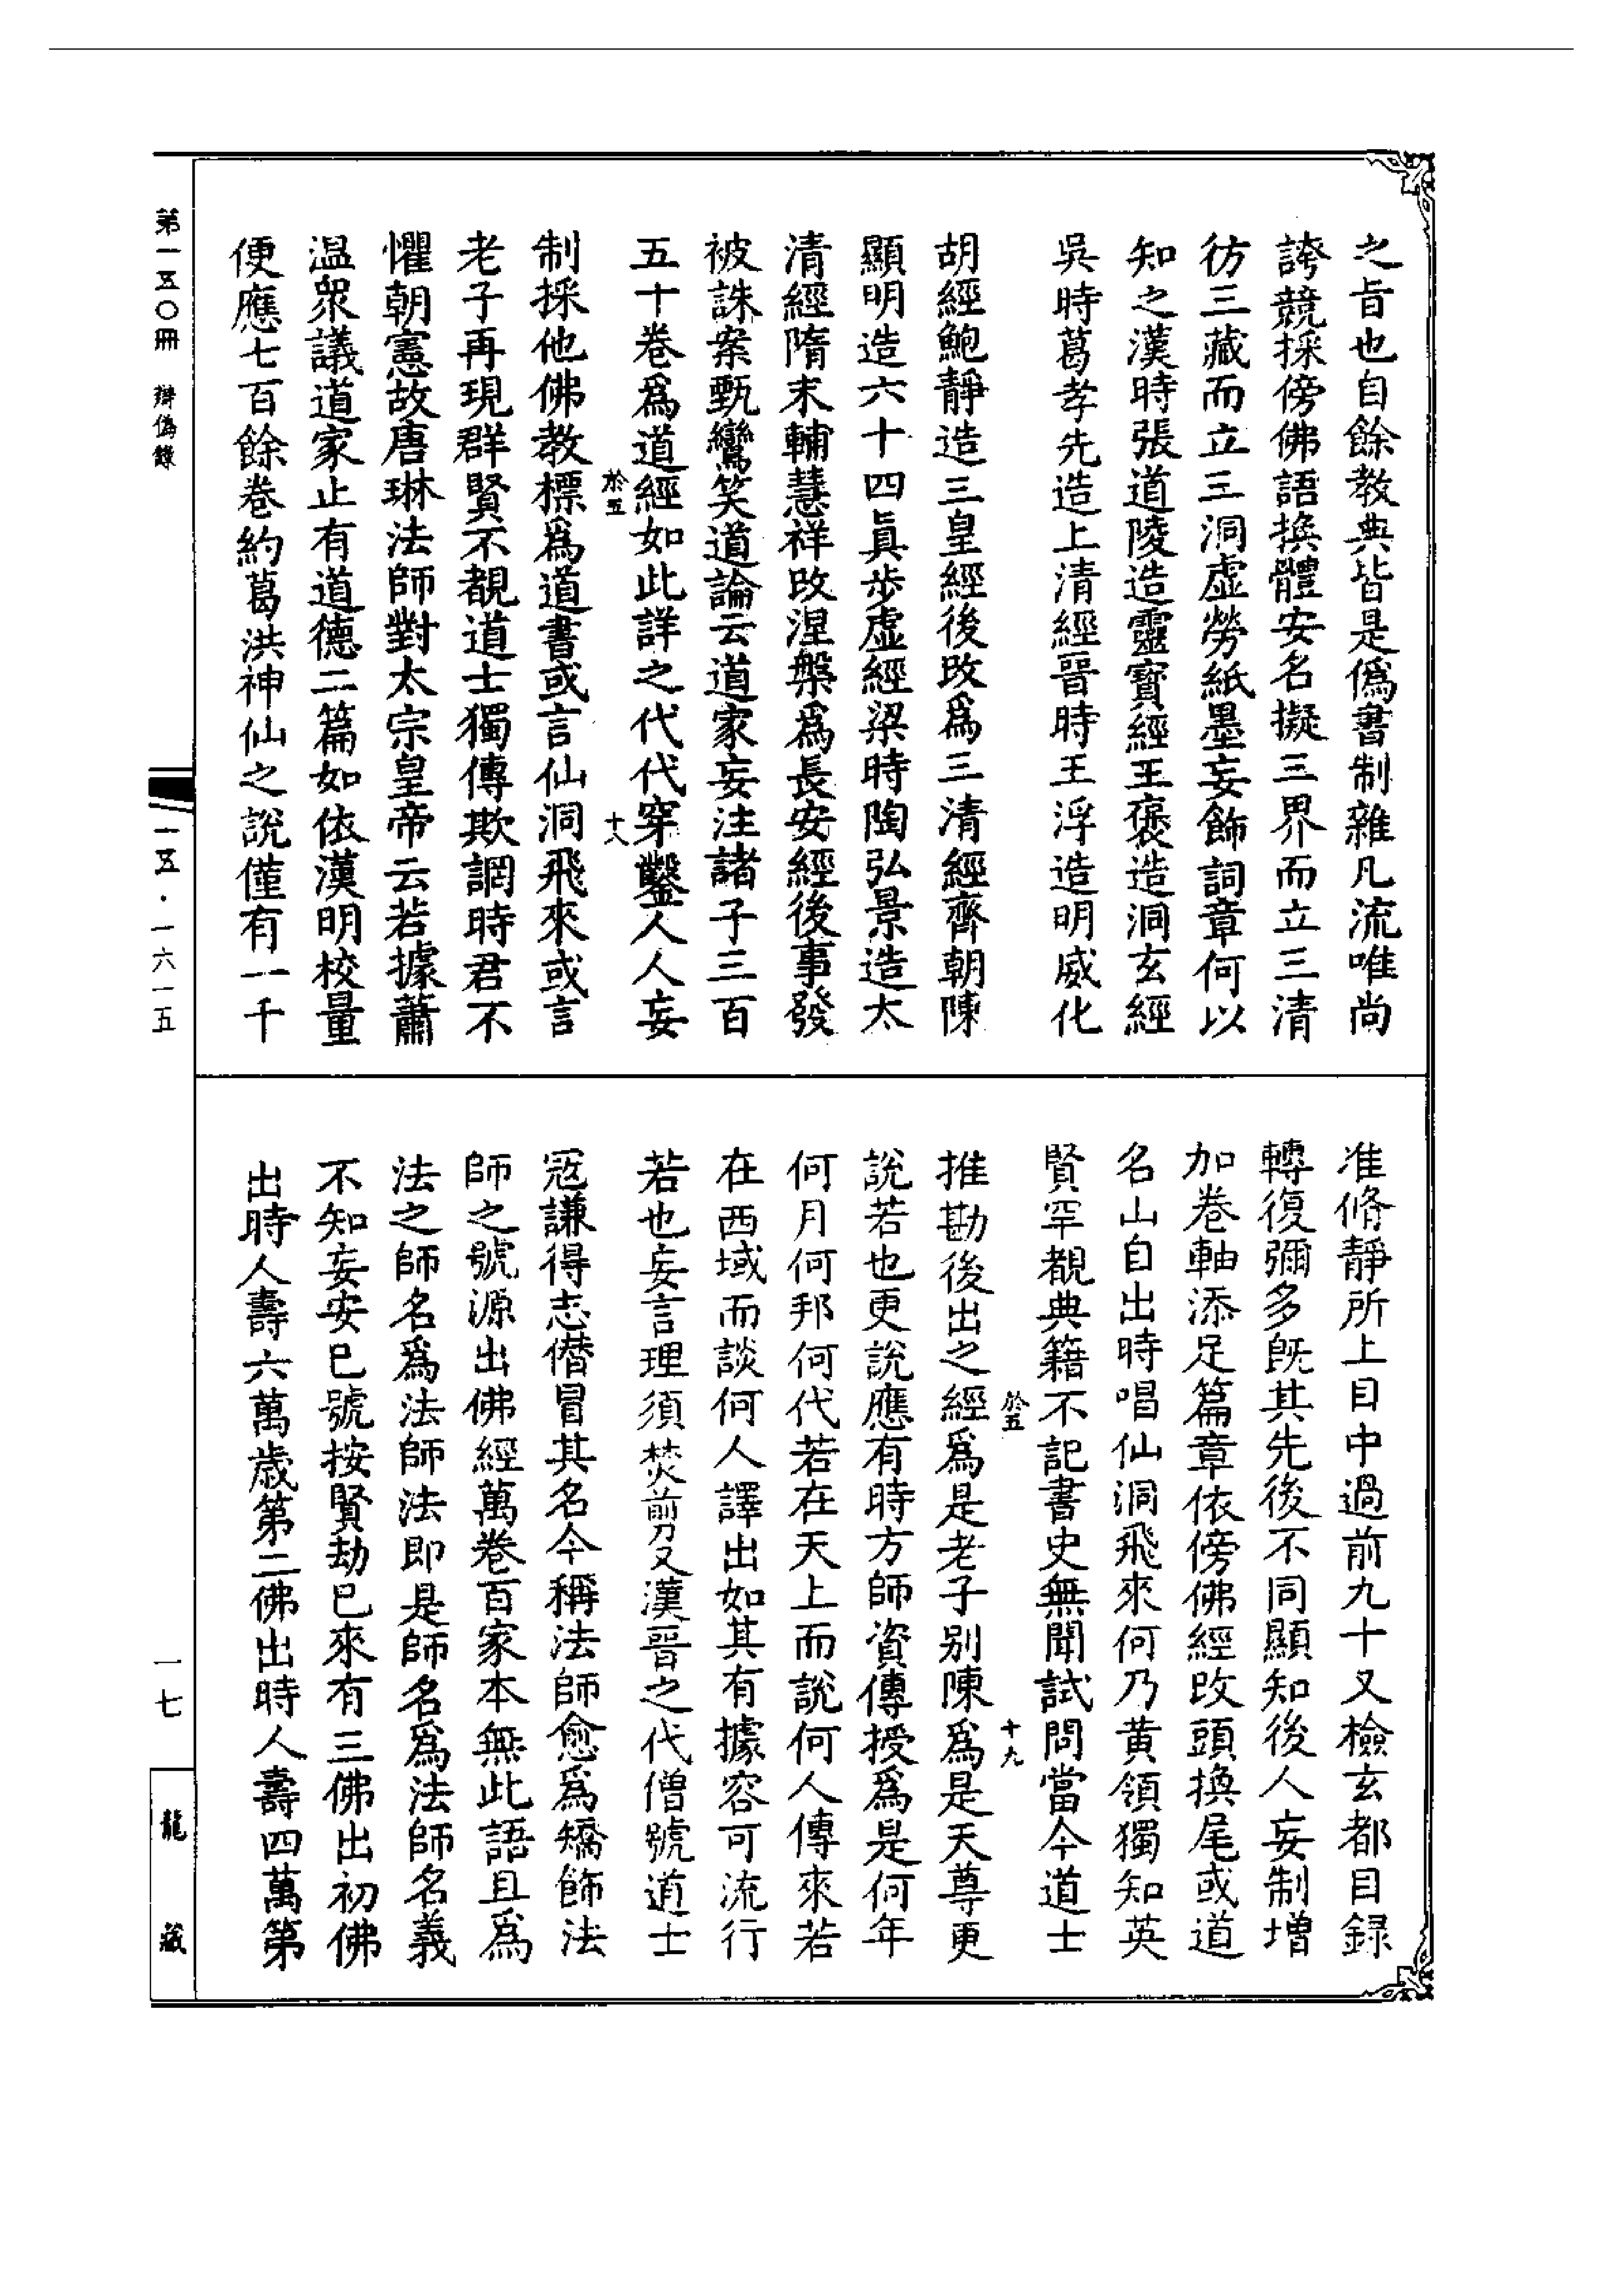 之旨也自餘教典皆是僞書制雜凡流唯尚
誇競採傍佛語換體安名擬三界而立三清
彷三藏而立三洞虛勞紙墨妄飾詞章何以
知之漢時張道陵造靈寶經王褒造洞玄經
吳時葛孝先造上清經晉時王浮造明威化
胡經鮑靜造三皇經後改爲三清經齊朝陳
顯明造六十四眞步虛經梁時陶弘景造太
清經隋末輔慧祥改涅槃爲長安經後事發
被誅案甄鸞笑道論云道家妄注諸子三百
五十卷爲道經如此詳之代代穿鑿人人妄
於五 十八
制採他佛教標爲道書或言仙洞飛來或言
老子再現群賢不覩道士獨傳欺誷時君不
懼朝憲故唐琳法師對太宗皇帝云若據蕭
温衆議道家止有道德二篇如依漢明校量
便應七百餘卷約葛洪神仙之說僅有一千
准脩靜所上目中過前九十又檢玄都目録
轉復彌多旣其先後不同顯知後人妄制增
加卷軸添足篇章依傍佛經改頭換尾或道
名山自出時唱仙洞飛來何乃黃領獨知英
賢罕覩典籍不記書史無聞試問當今道士
於五 十九
推勘後出之經爲是老子別陳爲是天尊更
說若也更說應有時方師資傳授爲是何年
何月何邦何代若在天上而說何人傳來若
在西域而談何人譯出如其有據容可流行
若也妄言理須焚剪又漢晉之代僧號道士
冦謙得志僭冒其名今稱法師愈爲矯飾法
師之號源出佛經萬卷百家本無此語且爲
法之師名爲法師法即是師名爲法師名義
不知妄安已號按賢劫已來有三佛出初佛
出時人壽六萬歲第二佛出時人壽四萬第
第一五〇冊 辯僞錄
一五·一六一五
一七
龍藏